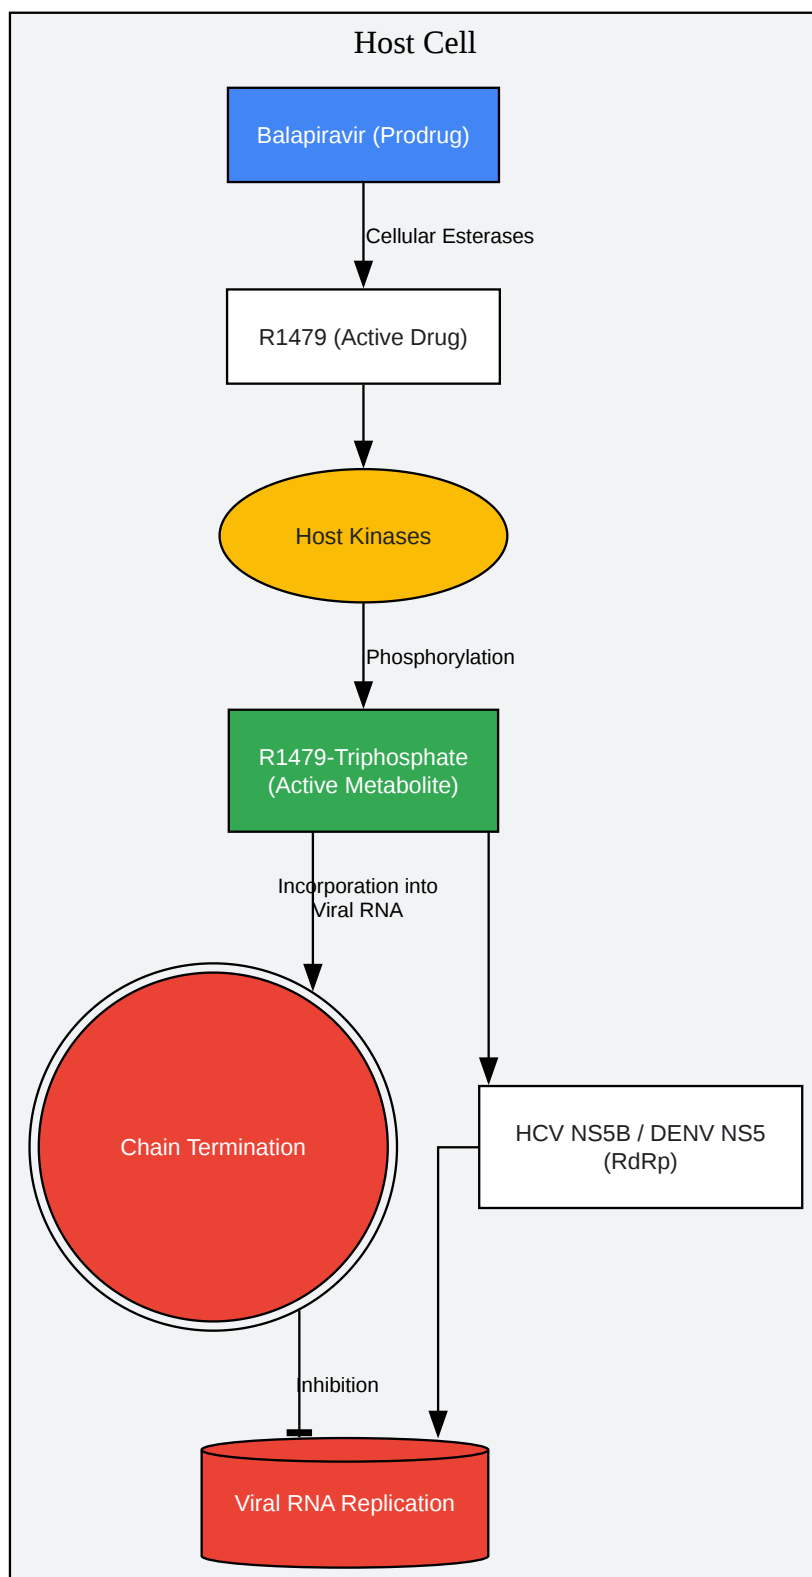 Host Cell
Balapiravir (Prodrug)
Cellular Esterases
R1479 (Active Drug)
Host Kinases
Phosphorylation
R1479-Triphosphate
(Active Metabolite)
Incorporation into
Viral RNA
Chain Termination
HCV NS5B / DENV NS5
(RdRp)
Inhibition
Viral RNA Replication